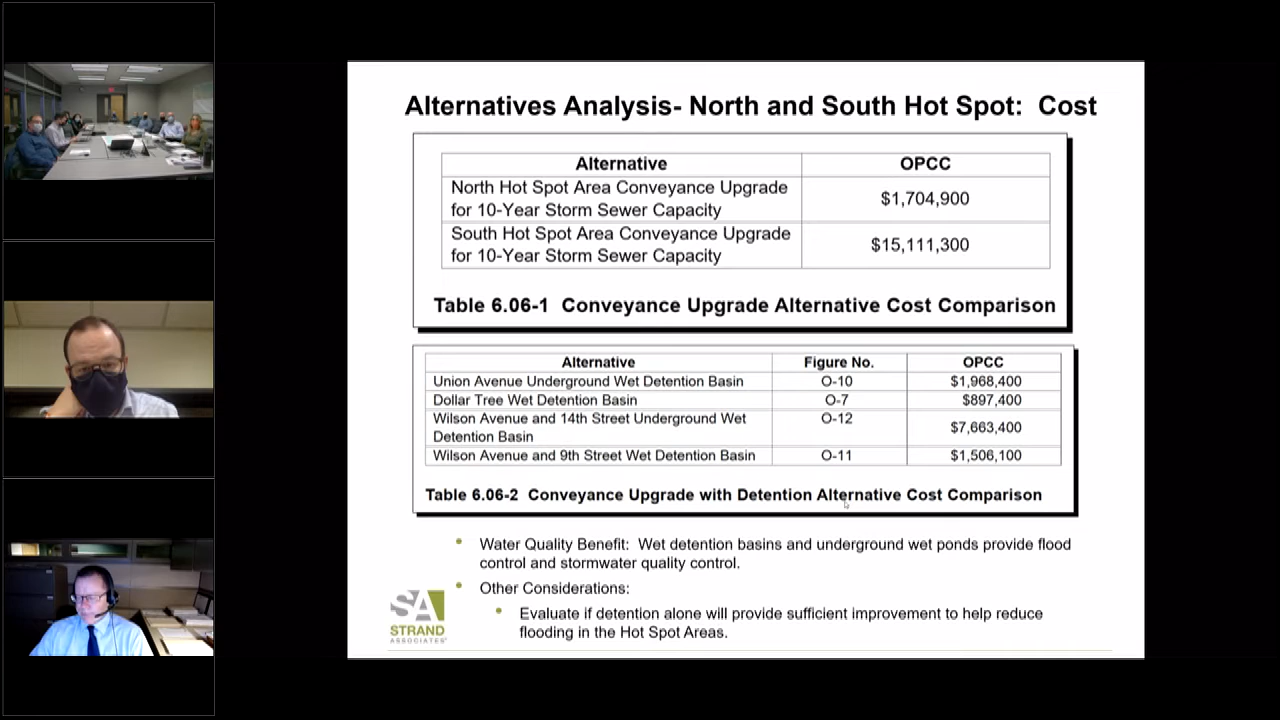 Alternatives Analysis- North and South Hot Spot: Cost
Alternative OPCC
North Hot Spot Area Conveyance Upgrade
for 10-Year Storm Sewer Capacity
$1,704,900
South Hot Spot Area Conveyance Upgrade
for 10-Year Storm Sewer Capacity
$15,111,300
Table 6.06-1 Conveyance Upgrade Alternative Cost Comparison
Alternative Figure No. OPCC
Union Avenue Underground Wet Detention Basin O-10 $1,968,400
Dollar Tree Wet Detention Basin O-7 $897,400
Wilson Avenue and 14th Street Underground Wet
Detention Basin
O-12 $7,663,400
Wilson Avenue and 9th Street Wet Detention Basin O-11 $1,506,100
Table 6.06-2 Conveyance Upgrade with Detention Alternative Cost Comparison
• Water Quality Benefit: Wet detention basins and underground wet ponds provide flood
control and stormwater quality control.
• Other Considerations:
• Evaluate if detention alone will provide sufficient improvement to help reduce
flooding in the Hot Spot Areas.
SA
STRAND
ASSOCIATES®